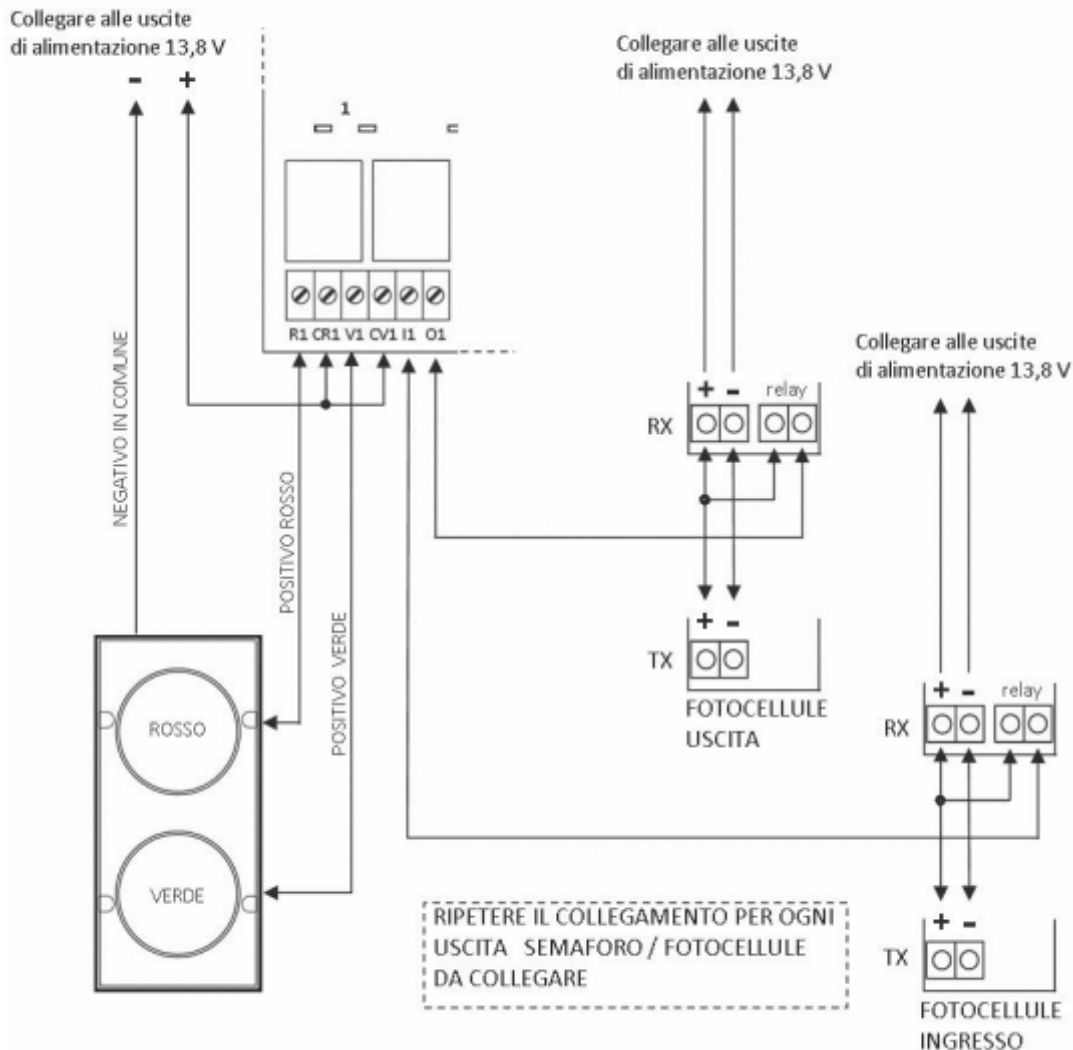 Collegare alle uscite
di alimentazione 13,8 V
- +
1
R1 CR1 V1 CV1 I1 O1
NEGATIVO IN COMUNE
POSITIVO ROSSO
POSITIVO VERDE
ROSSO
VERDE
Collegare alle uscite
di alimentazione 13,8 V
+ - relay
RX
+ -
TX
FOTOCELLULE
USCITA
Collegare alle uscite
di alimentazione 13,8 V
+ - relay
RX
+ -
TX
FOTOCELLULE
INGRESSO
RIPETERE IL COLLEGAMENTO PER OGNI
USCITA SEMAFORO / FOTOCELLULE
DA COLLEGARE